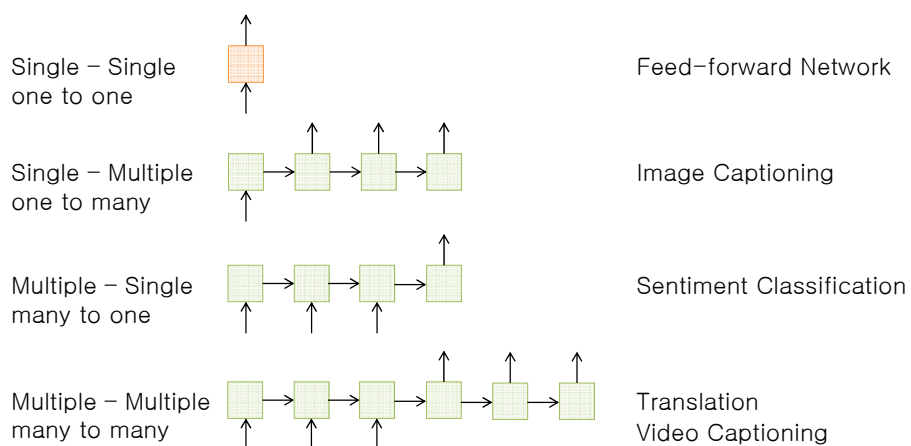 Single – Single
one to one
Feed-forward Network
Single – Multiple
one to many
Image Captioning
Multiple – Single
many to one
Sentiment Classification
Multiple – Multiple
many to many
Translation
Video Captioning